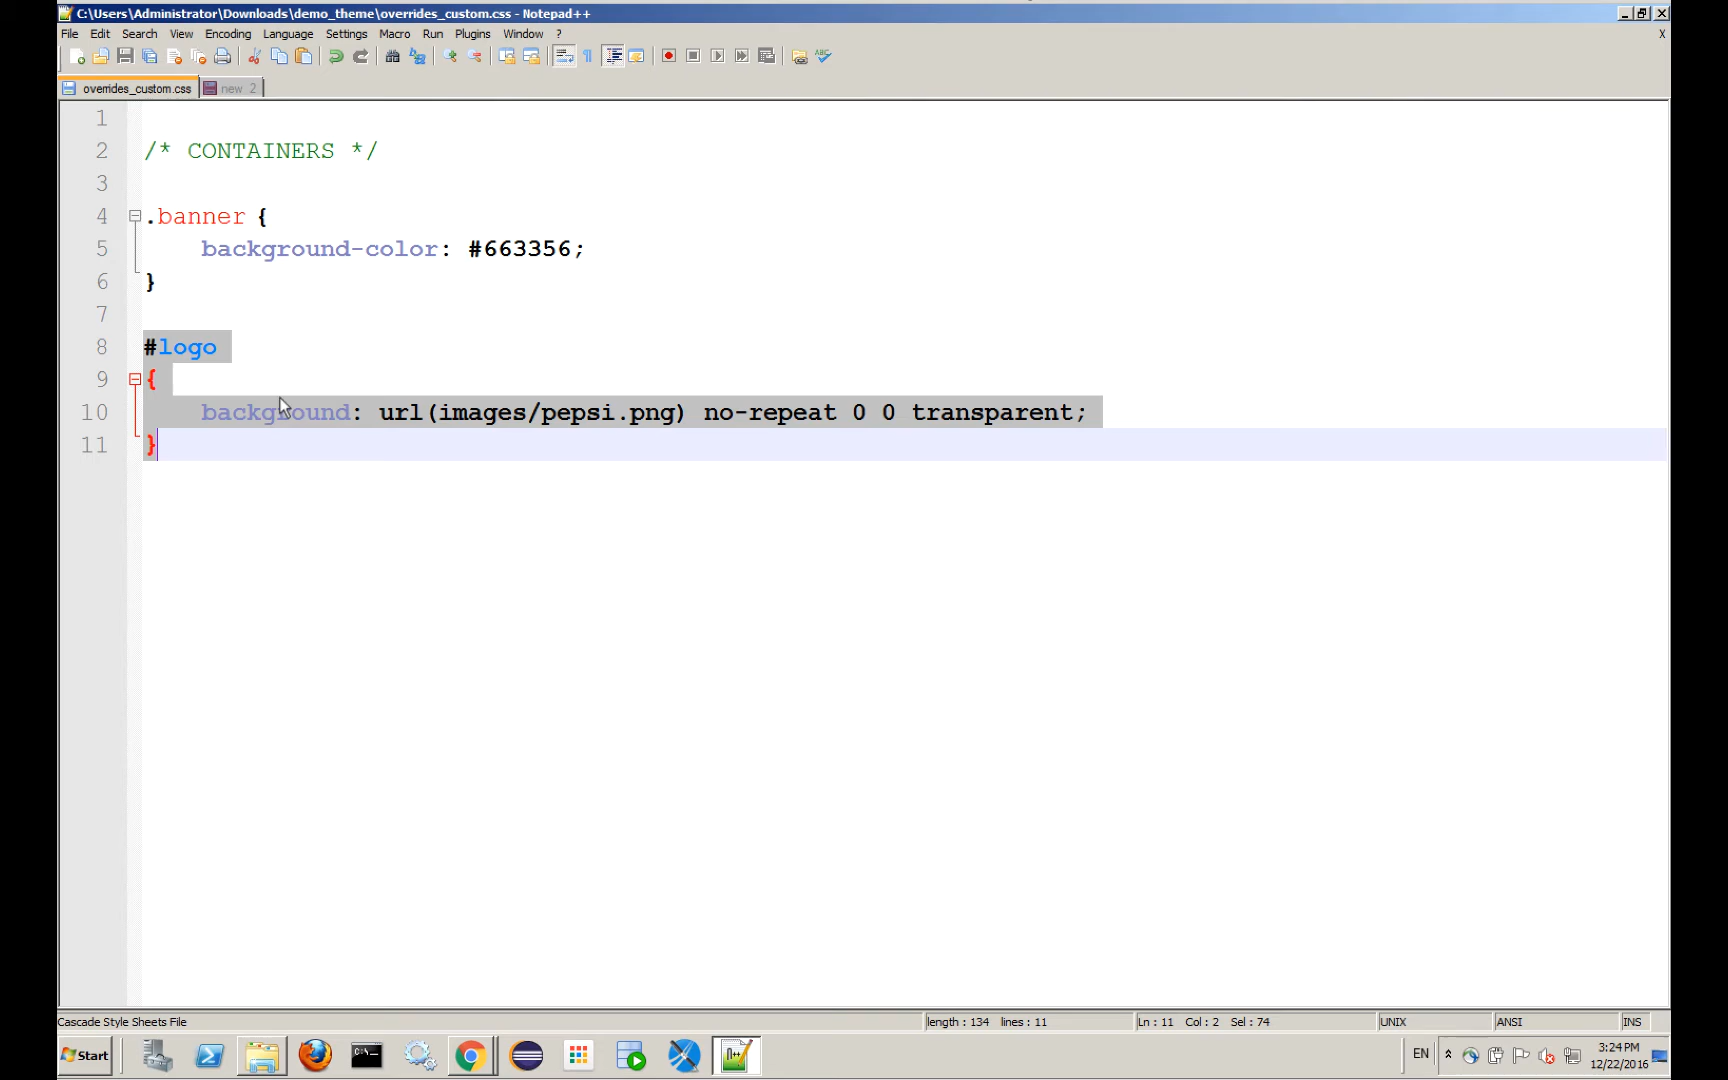 C:\Users\Administrator\Downloads\demo_theme\overrides_custom.css - Notepad++
File Edit Search View Encoding Language Settings Macro Run Plugins Window ? X
overrides_custom.css new 2
1
2 /* CONTAINERS */
3
4 .banner {
5 background-color: #663356;
6 }
7
8 #logo
9 {
10 background: url(images/pepsi.png) no-repeat 0 0 transparent;
11 }
Cascade Style Sheets File length : 134 lines : 11 Ln : 11 Col : 2 Sel : 74 UNIX ANSI INS
Start EN 3:24 PM
12/22/2016